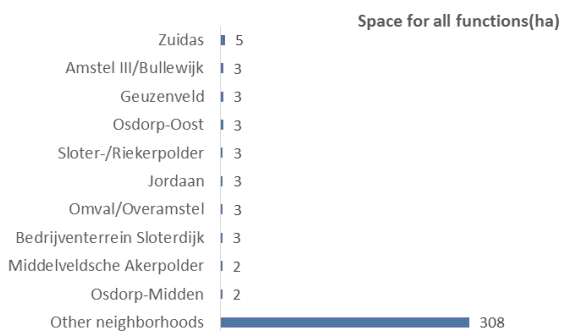 Space for all functions(ha)
Zuidas 5
Amstel III/Bullewijk 3
Geuzenveld 3
Osdorp-Oost 3
Sloter-/Riekerpolder 3
Jordaan 3
Omval/Overamstel 3
Bedrijventerrein Sloterdijk 3
Middelveldsche Akerpolder 2
Osdorp-Midden 2
Other neighborhoods 308